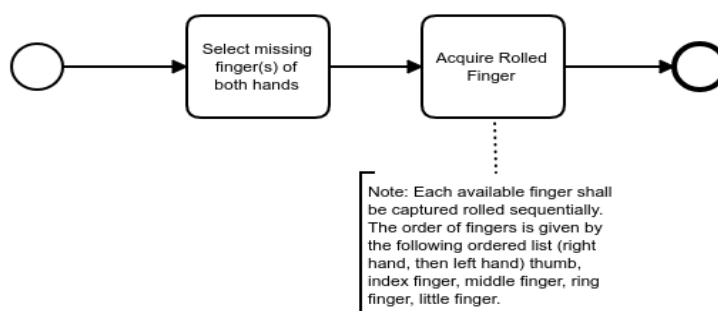 Select missing
finger(s) of
both hands
Acquire Rolled
Finger
Note: Each available finger shall
be captured rolled sequentially.
The order of fingers is given by
the following ordered list (right
hand, then left hand) thumb,
index finger, middle finger, ring
finger, little finger.